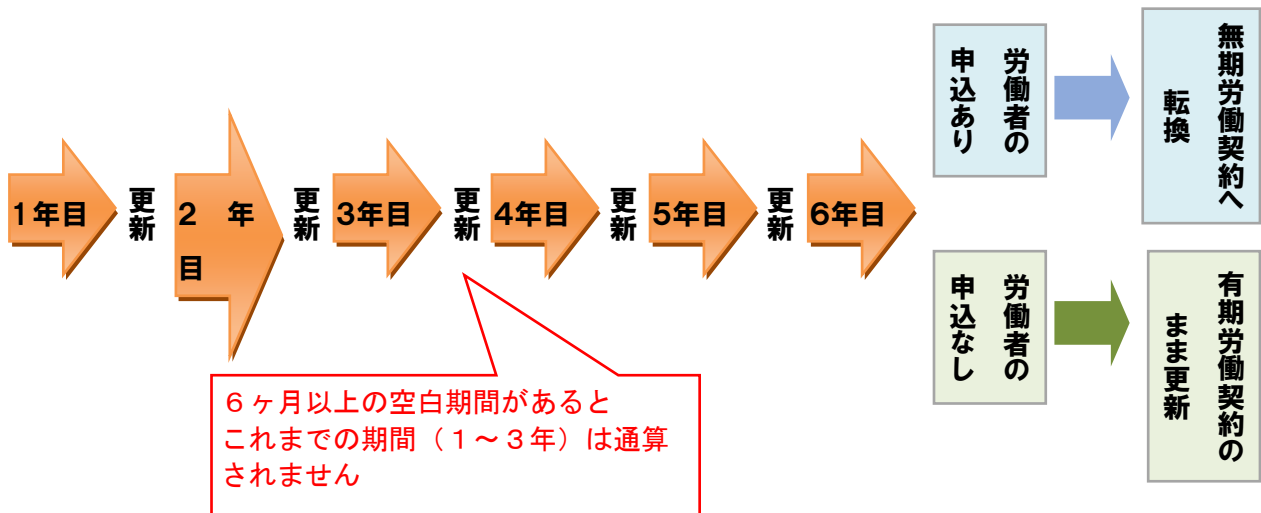 1年目
更新
2 年
目
更新
3年目
更新
4年目
更新
5年目
更新
6年目
労働者の
申込あり
無期労働契約へ
転換
労働者の
申込なし
有期労働契約の
まま更新
６ヶ月以上の空白期間があると
これまでの期間（１～３年）は通算
されません